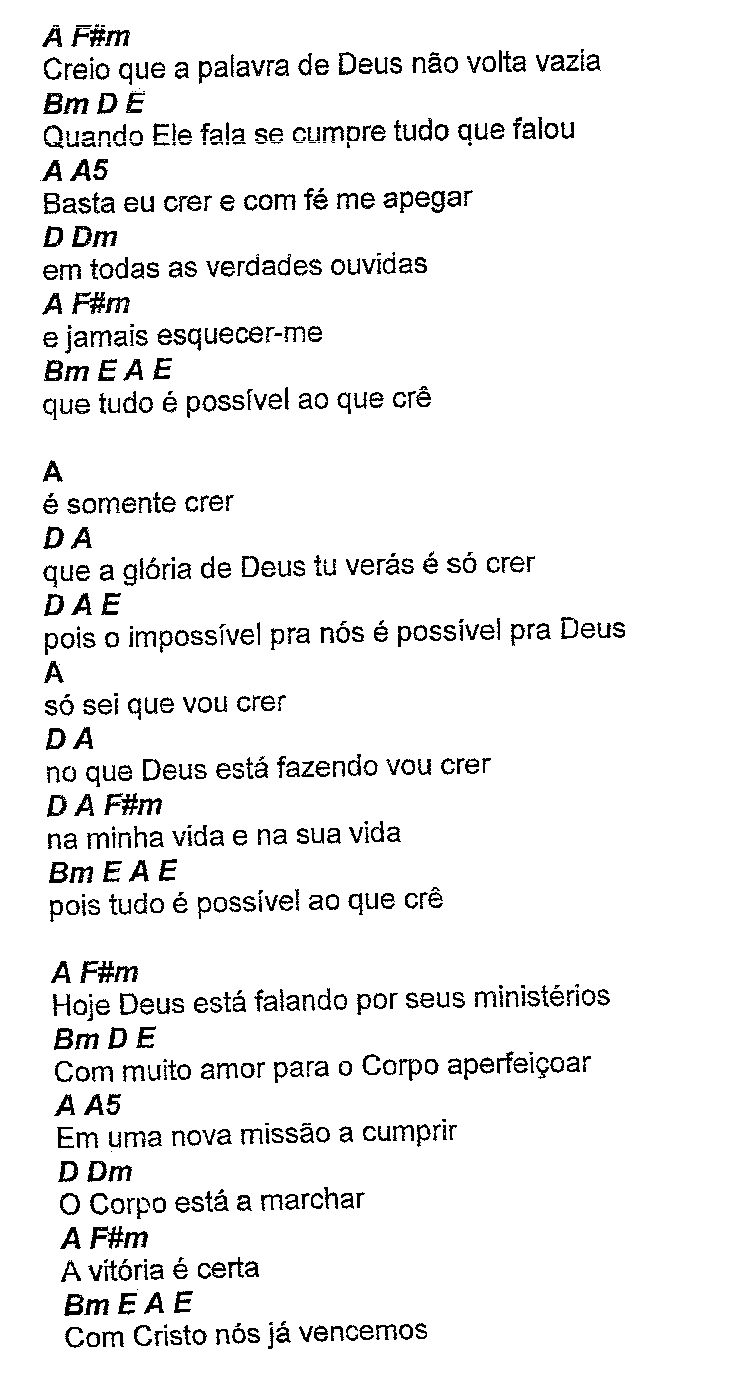 A F#m
Creio que a palavra de Deus não volta vazia
Bm D E
Quando Ele fala se cumpre tudo que falou
A A5
Basta eu crer e com fé me apegar
D Dm
em todas as verdades ouvidas
A F#m
e jamais esquecer-me
Bm E A E
que tudo é possível ao que crê

A
é somente crer
D A
que a glória de Deus tu verás é só crer
D A E
pois o impossível pra nós é possível pra Deus
A
só sei que vou crer
D A
no que Deus está fazendo vou crer
D A F#m
na minha vida e na sua vida
Bm E A E
pois tudo é possível ao que crê

A F#m
Hoje Deus está falando por seus ministérios
Bm D E
Com muito amor para o Corpo aperfeiçoar
A A5
Em uma nova missão a cumprir
D Dm
O Corpo está a marchar
A F#m
A vitória é certa
Bm E A E
Com Cristo nós já vencemos